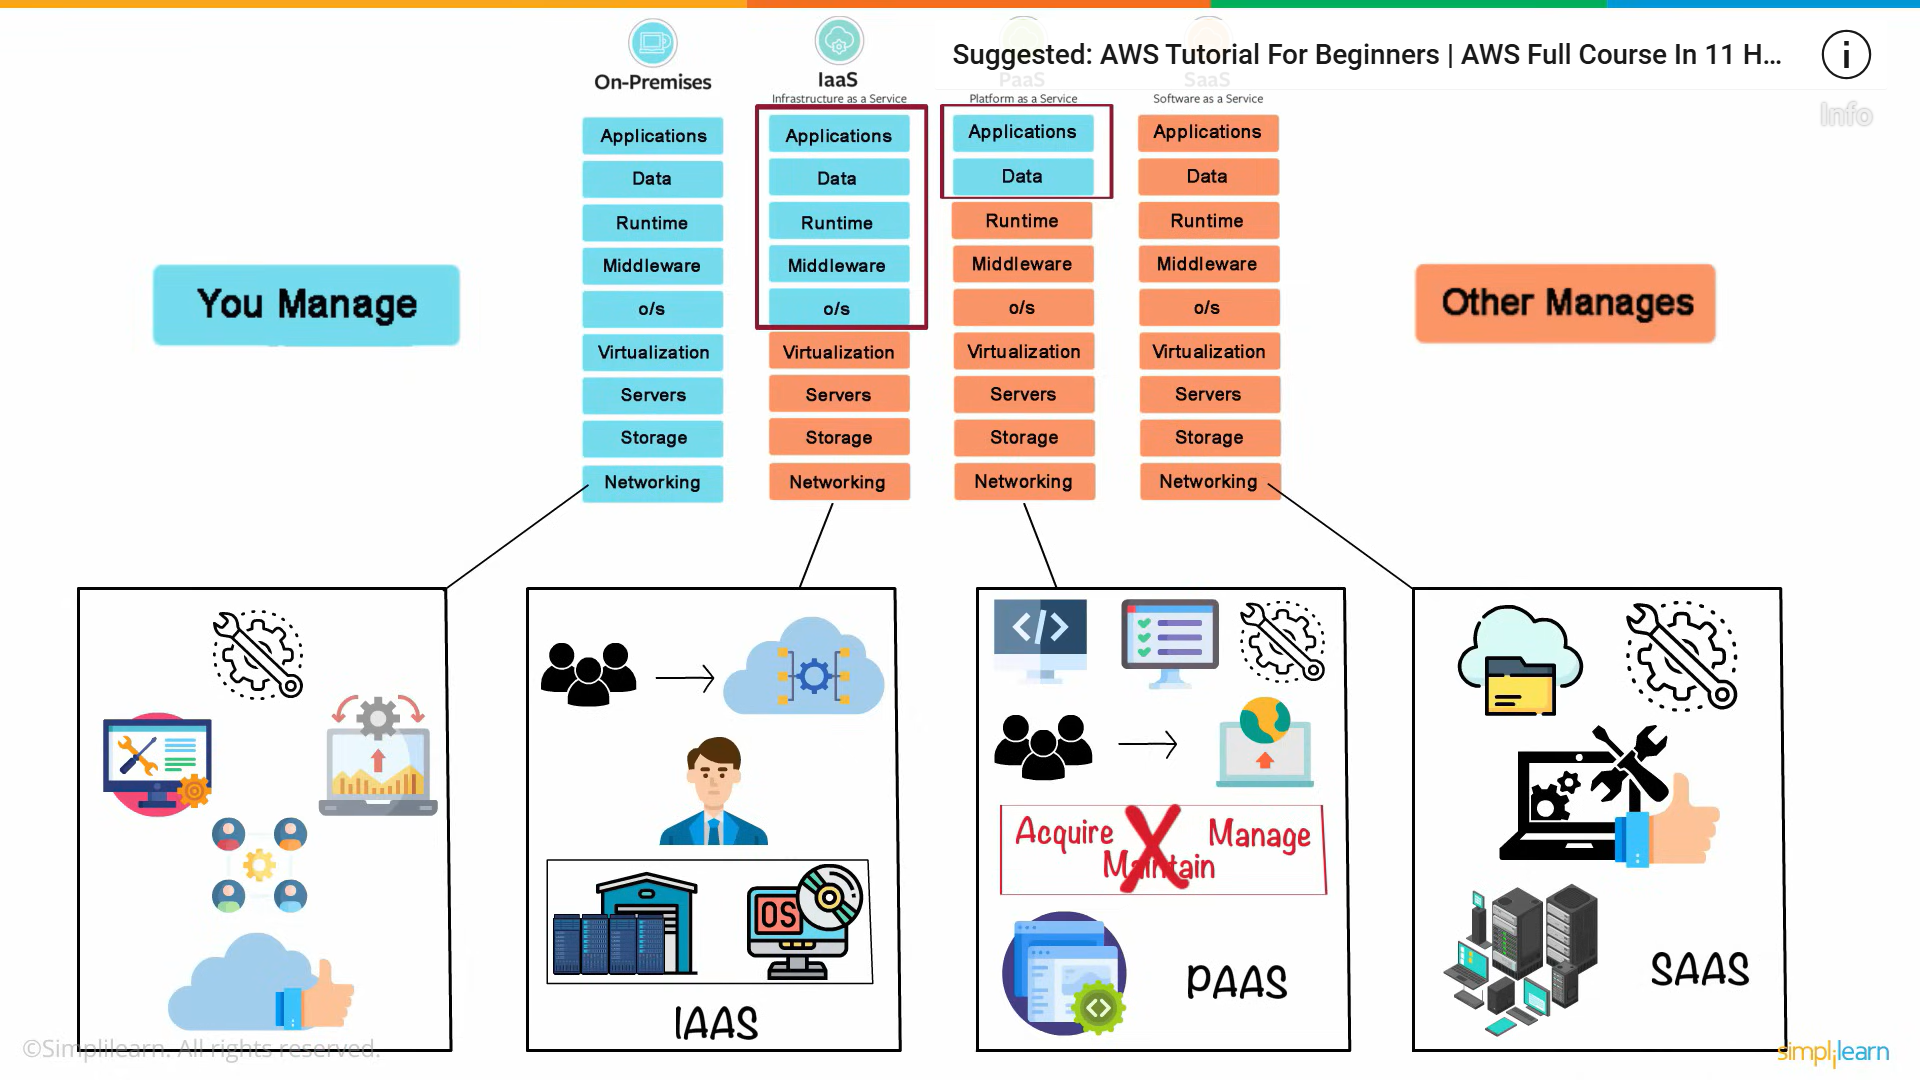 Suggested: AWS Tutorial For Beginners | AWS Full Course In 11 H...
Info
On-Premises
IaaS
Infrastructure as a Service
PaaS
Platform as a Service
SaaS
Software as a Service
Applications
Data
Runtime
Middleware
o/s
Virtualization
Servers
Storage
Networking
Applications
Data
Runtime
Middleware
o/s
Virtualization
Servers
Storage
Networking
Applications
Data
Runtime
Middleware
o/s
Virtualization
Servers
Storage
Networking
Applications
Data
Runtime
Middleware
o/s
Virtualization
Servers
Storage
Networking
You Manage
Other Manages
OS
IAAS
Acquire Manage
Maintain
PAAS
SAAS
©Simplilearn. All rights reserved.
simplilearn